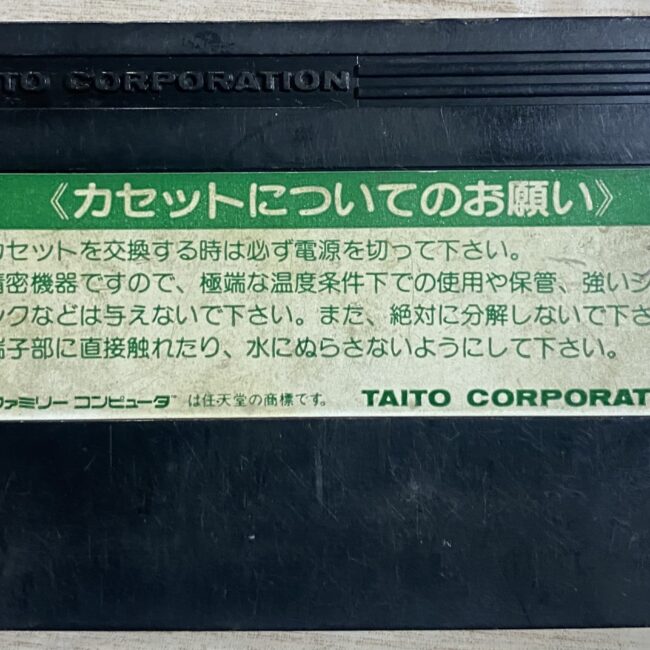 TO CORPORATION
《カセットについてのお願い》
カセットを交換する時は必ず電源を切って下さい。
精密機器ですので、極端な温度条件下での使用や保管、強いシ
ックなどは与えないで下さい。また、絶対に分解しないで下さ
端子部に直接触れたり、水にぬらさないようにして下さい。
ファミリー コンピュータ™ は任天堂の商標です。 TAITO CORPORAT